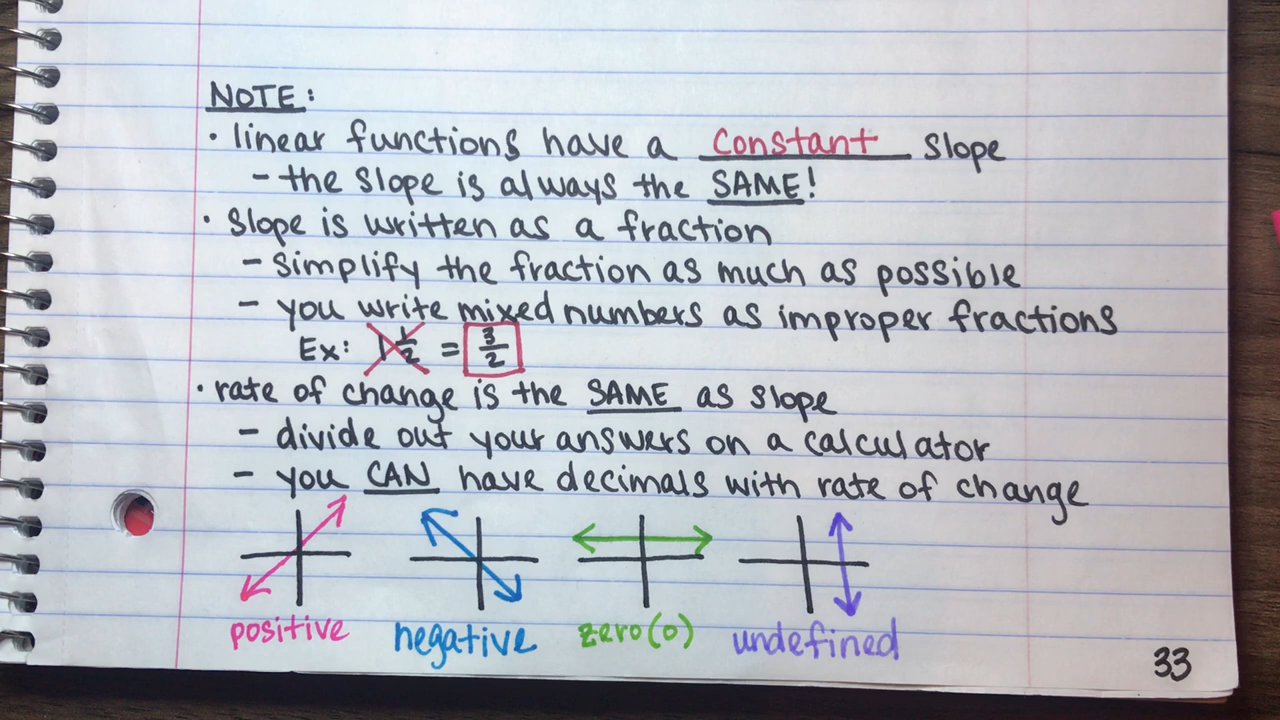 NOTE:
• linear functions have a constant slope
- the slope is always the SAME!
• slope is written as a fraction
- simplify the fraction as much as possible
- you write mixed numbers as improper fractions
Ex: 1 1/2 = 3/2
• rate of change is the SAME as slope
- divide out your answers on a calculator
- you CAN have decimals with rate of change
positive negative zero(0) undefined
33